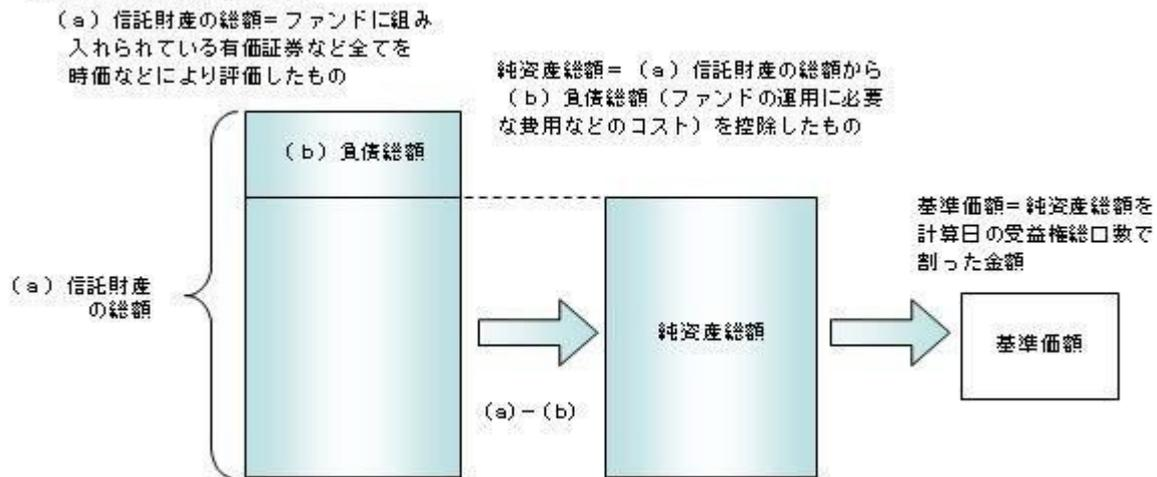 (a)信託財産の総額=ファンドに組み
入れられている有価証券など全てを
時価などにより評価したもの
純資産総額=(a)信託財産の総額から
(b)負債総額(ファンドの運用に必要
な費用などのコスト)を控除したもの
(b)負債総額
基準価額=純資産総額を
計算日の受益権総口数で
割った金額
(a)信託財産
の総額
純資産総額
基準価額
(a)-(b)